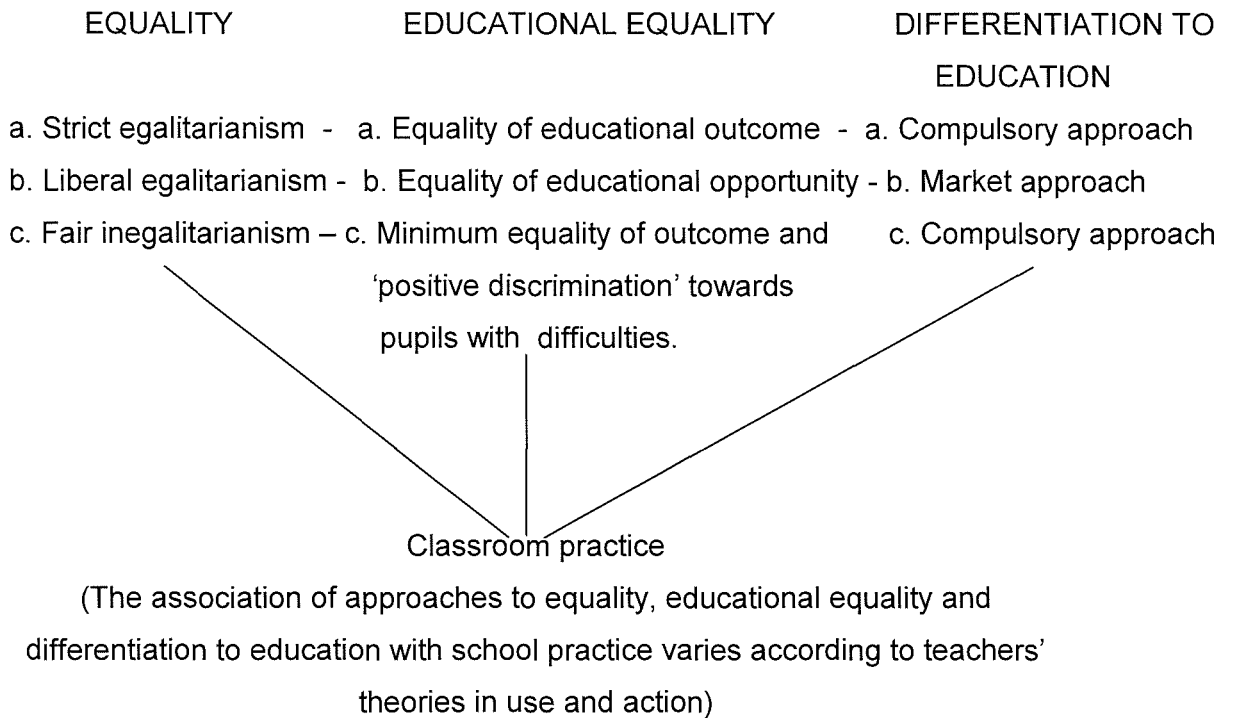 EQUALITY EDUCATIONAL EQUALITY DIFFERENTIATION TO
EDUCATION
a. Strict egalitarianism - a. Equality of educational outcome - a. Compulsory approach
b. Liberal egalitarianism - b. Equality of educational opportunity - b. Market approach
c. Fair inegalitarianism – c. Minimum equality of outcome and c. Compulsory approach
'positive discrimination' towards
pupils with difficulties.
Classroom practice
(The association of approaches to equality, educational equality and
differentiation to education with school practice varies according to teachers'
theories in use and action)